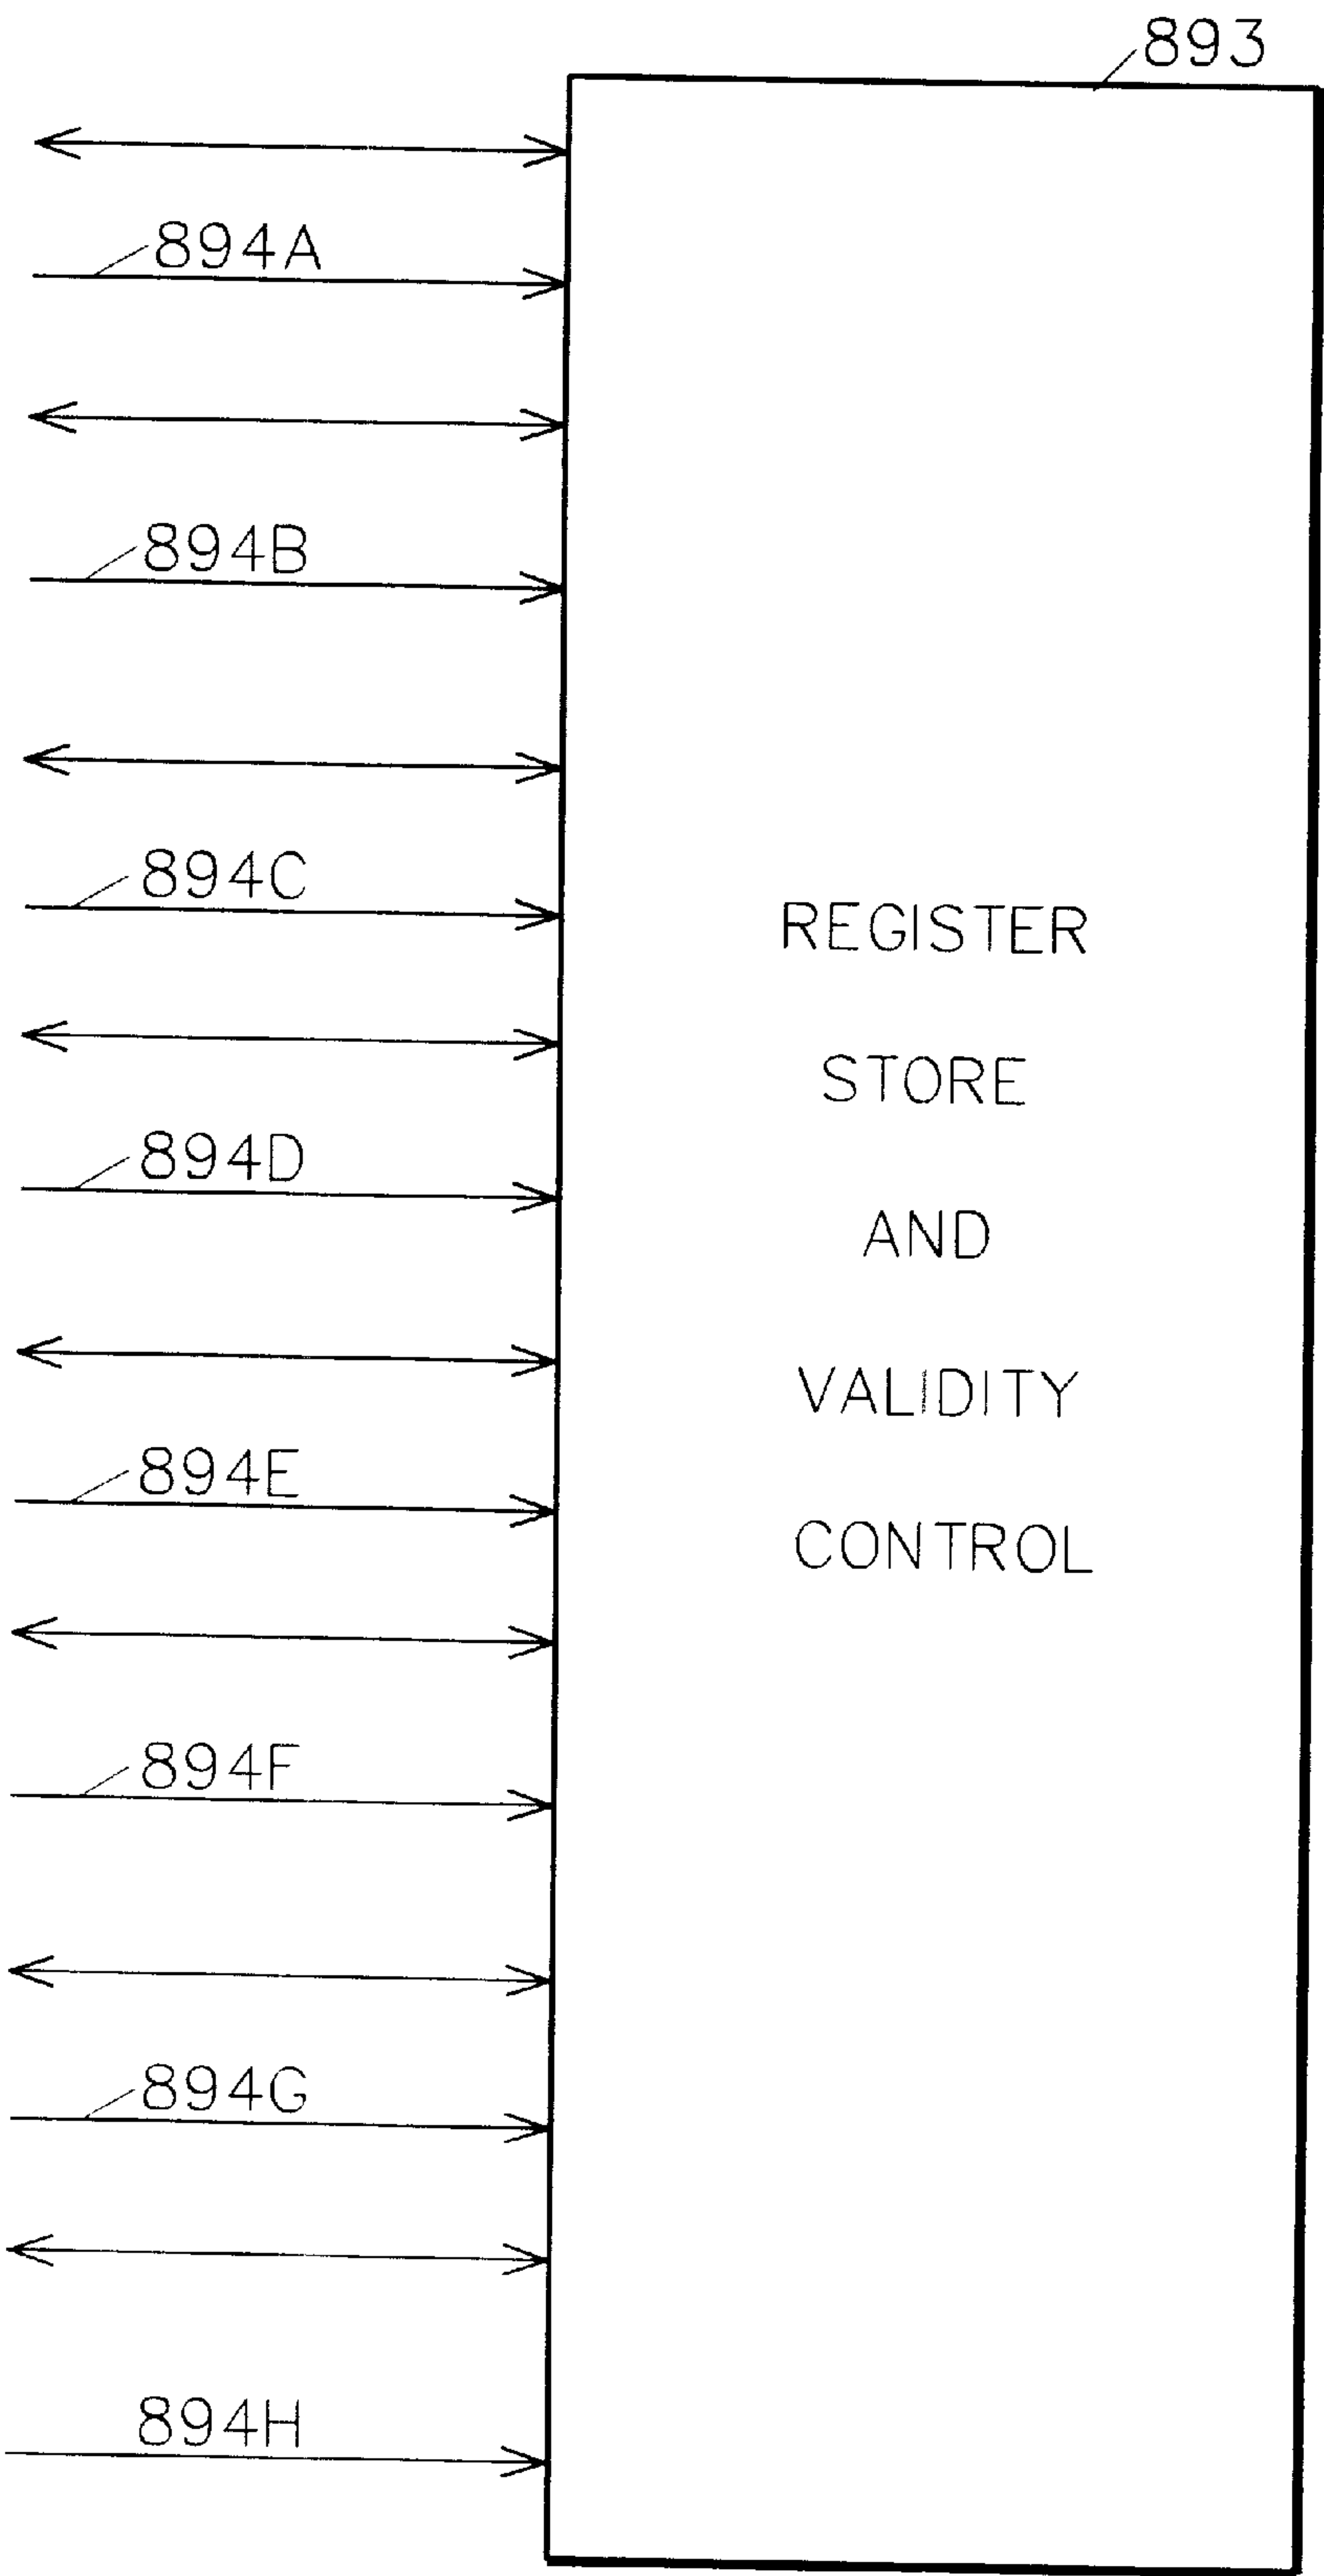 893
894A
894B
894C
REGISTER
STORE
894D
AND
VALIDITY
894E
CONTROL
894F
894G
894H